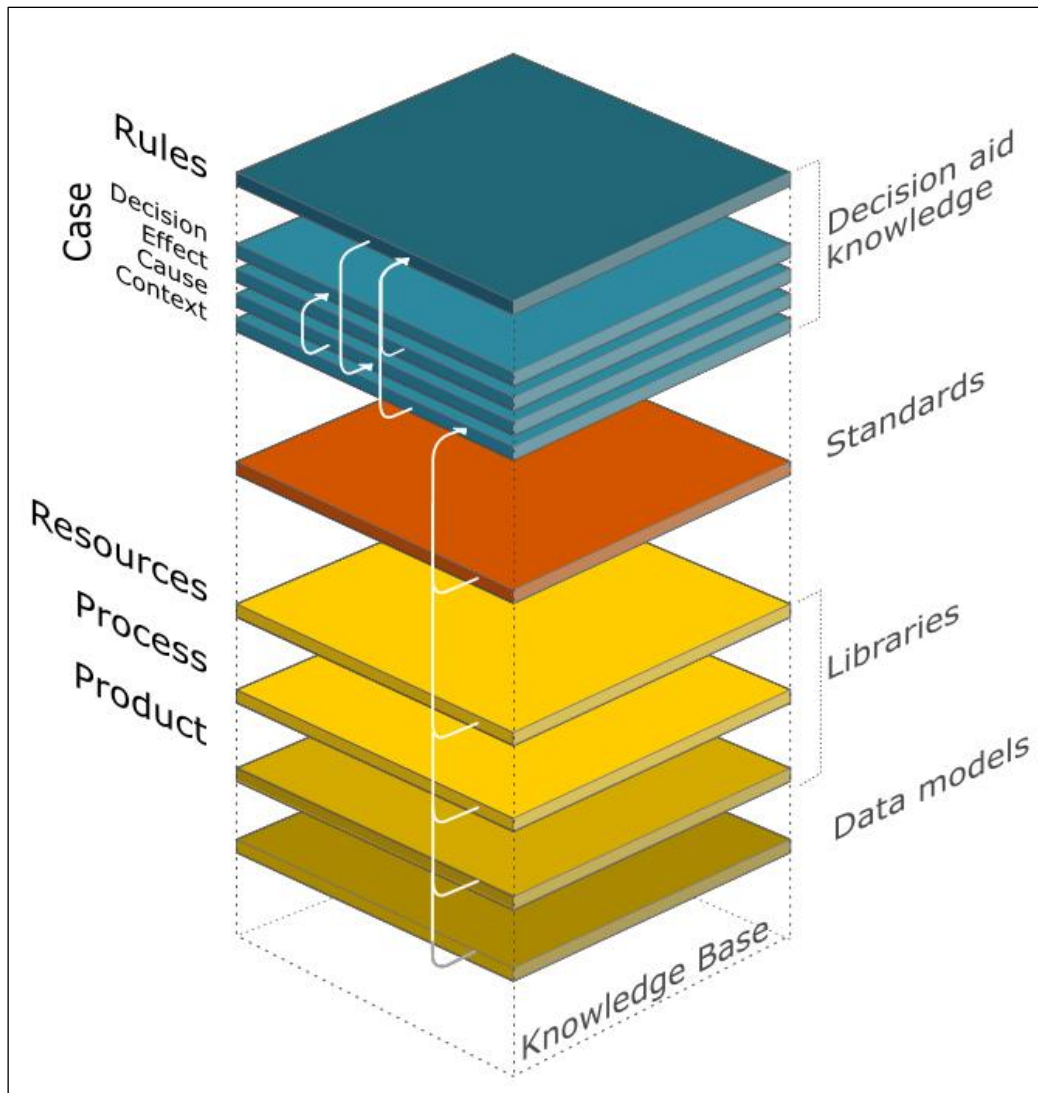 Rules
Case
Decision
Effect
Cause
Context
Decision aid
knowledge
Standards
Resources
Process
Product
Libraries
Data models
Knowledge Base